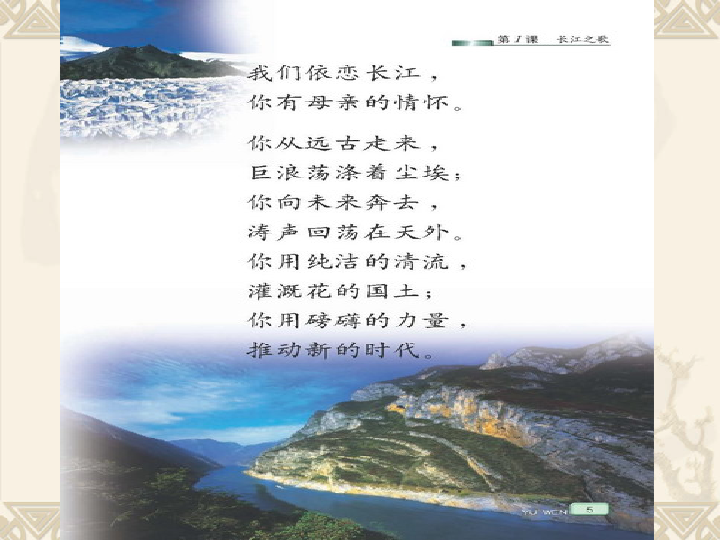 第1课 长江之歌
我们依恋长江，
你有母亲的情怀。
你从远古走来，
巨浪荡涤着尘埃；
你向未来奔去，
涛声回荡在天外。
你用纯洁的清流，
灌溉花的国土；
你用磅礴的力量，
推动新的时代。
YU WEN 5